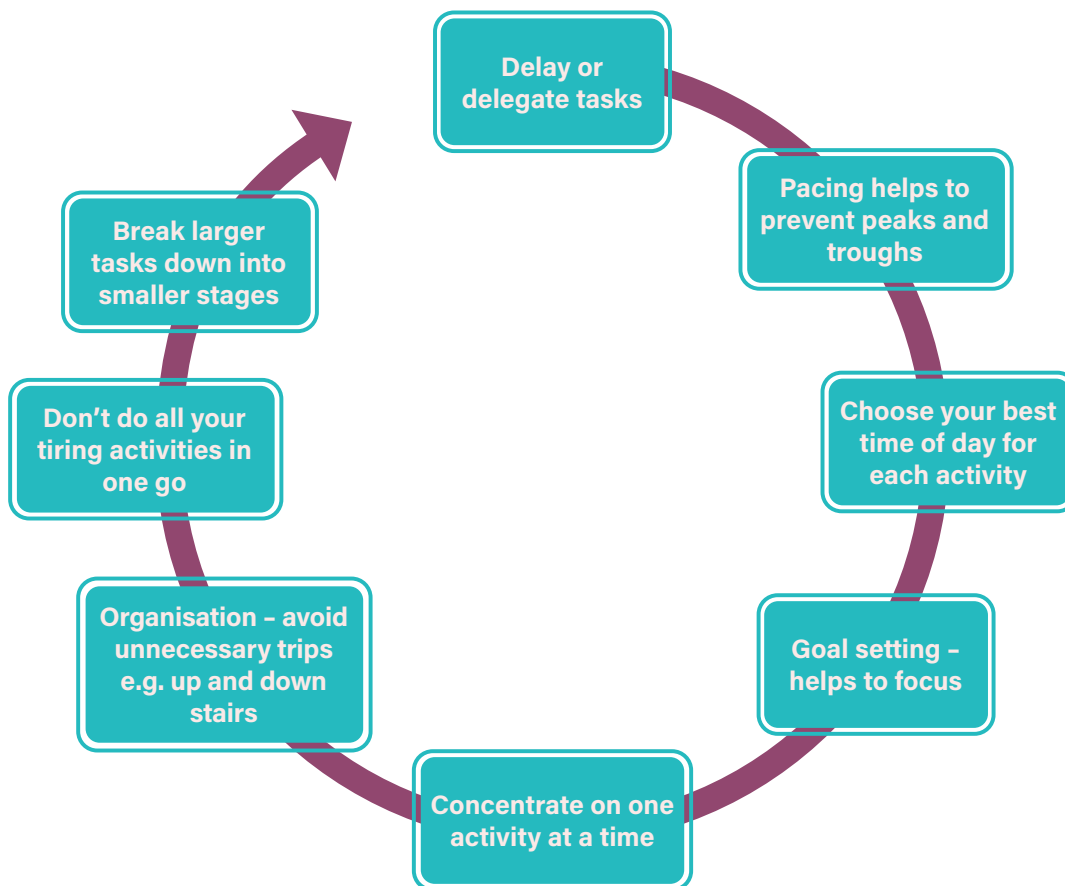 Delay or
delegate tasks
Pacing helps to
prevent peaks and
troughs
Choose your best
time of day for
each activity
Goal setting –
helps to focus
Concentrate on one
activity at a time
Organisation – avoid
unnecessary trips
e.g. up and down
stairs
Don’t do all your
tiring activities in
one go
Break larger
tasks down into
smaller stages